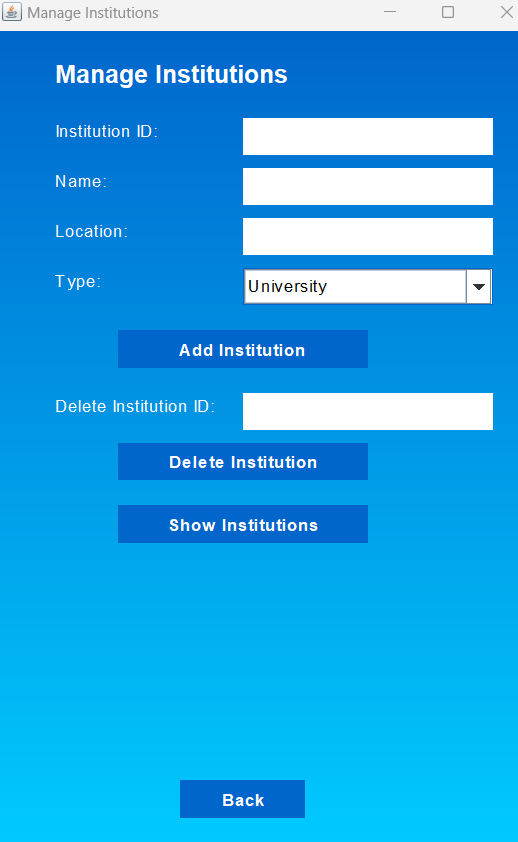 Manage Institutions
Manage Institutions
Institution ID:
Name:
Location:
Type:
University
Add Institution
Delete Institution ID:
Delete Institution
Show Institutions
Back